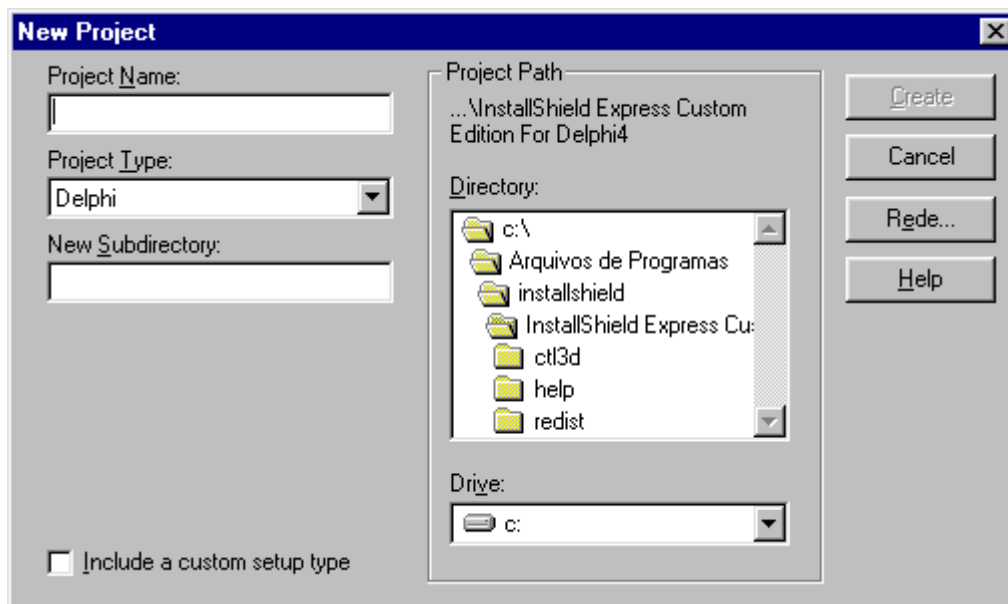 New Project
Project Name:
Project Type:
Delphi
New Subdirectory:
Include a custom setup type
Project Path
...\InstallShield Express Custom
Edition For Delphi4
Directory:
c:\
Arquivos de Programas
installshield
InstallShield Express Cu
ctl3d
help
redist
Drive:
c:
Create
Cancel
Rede...
Help